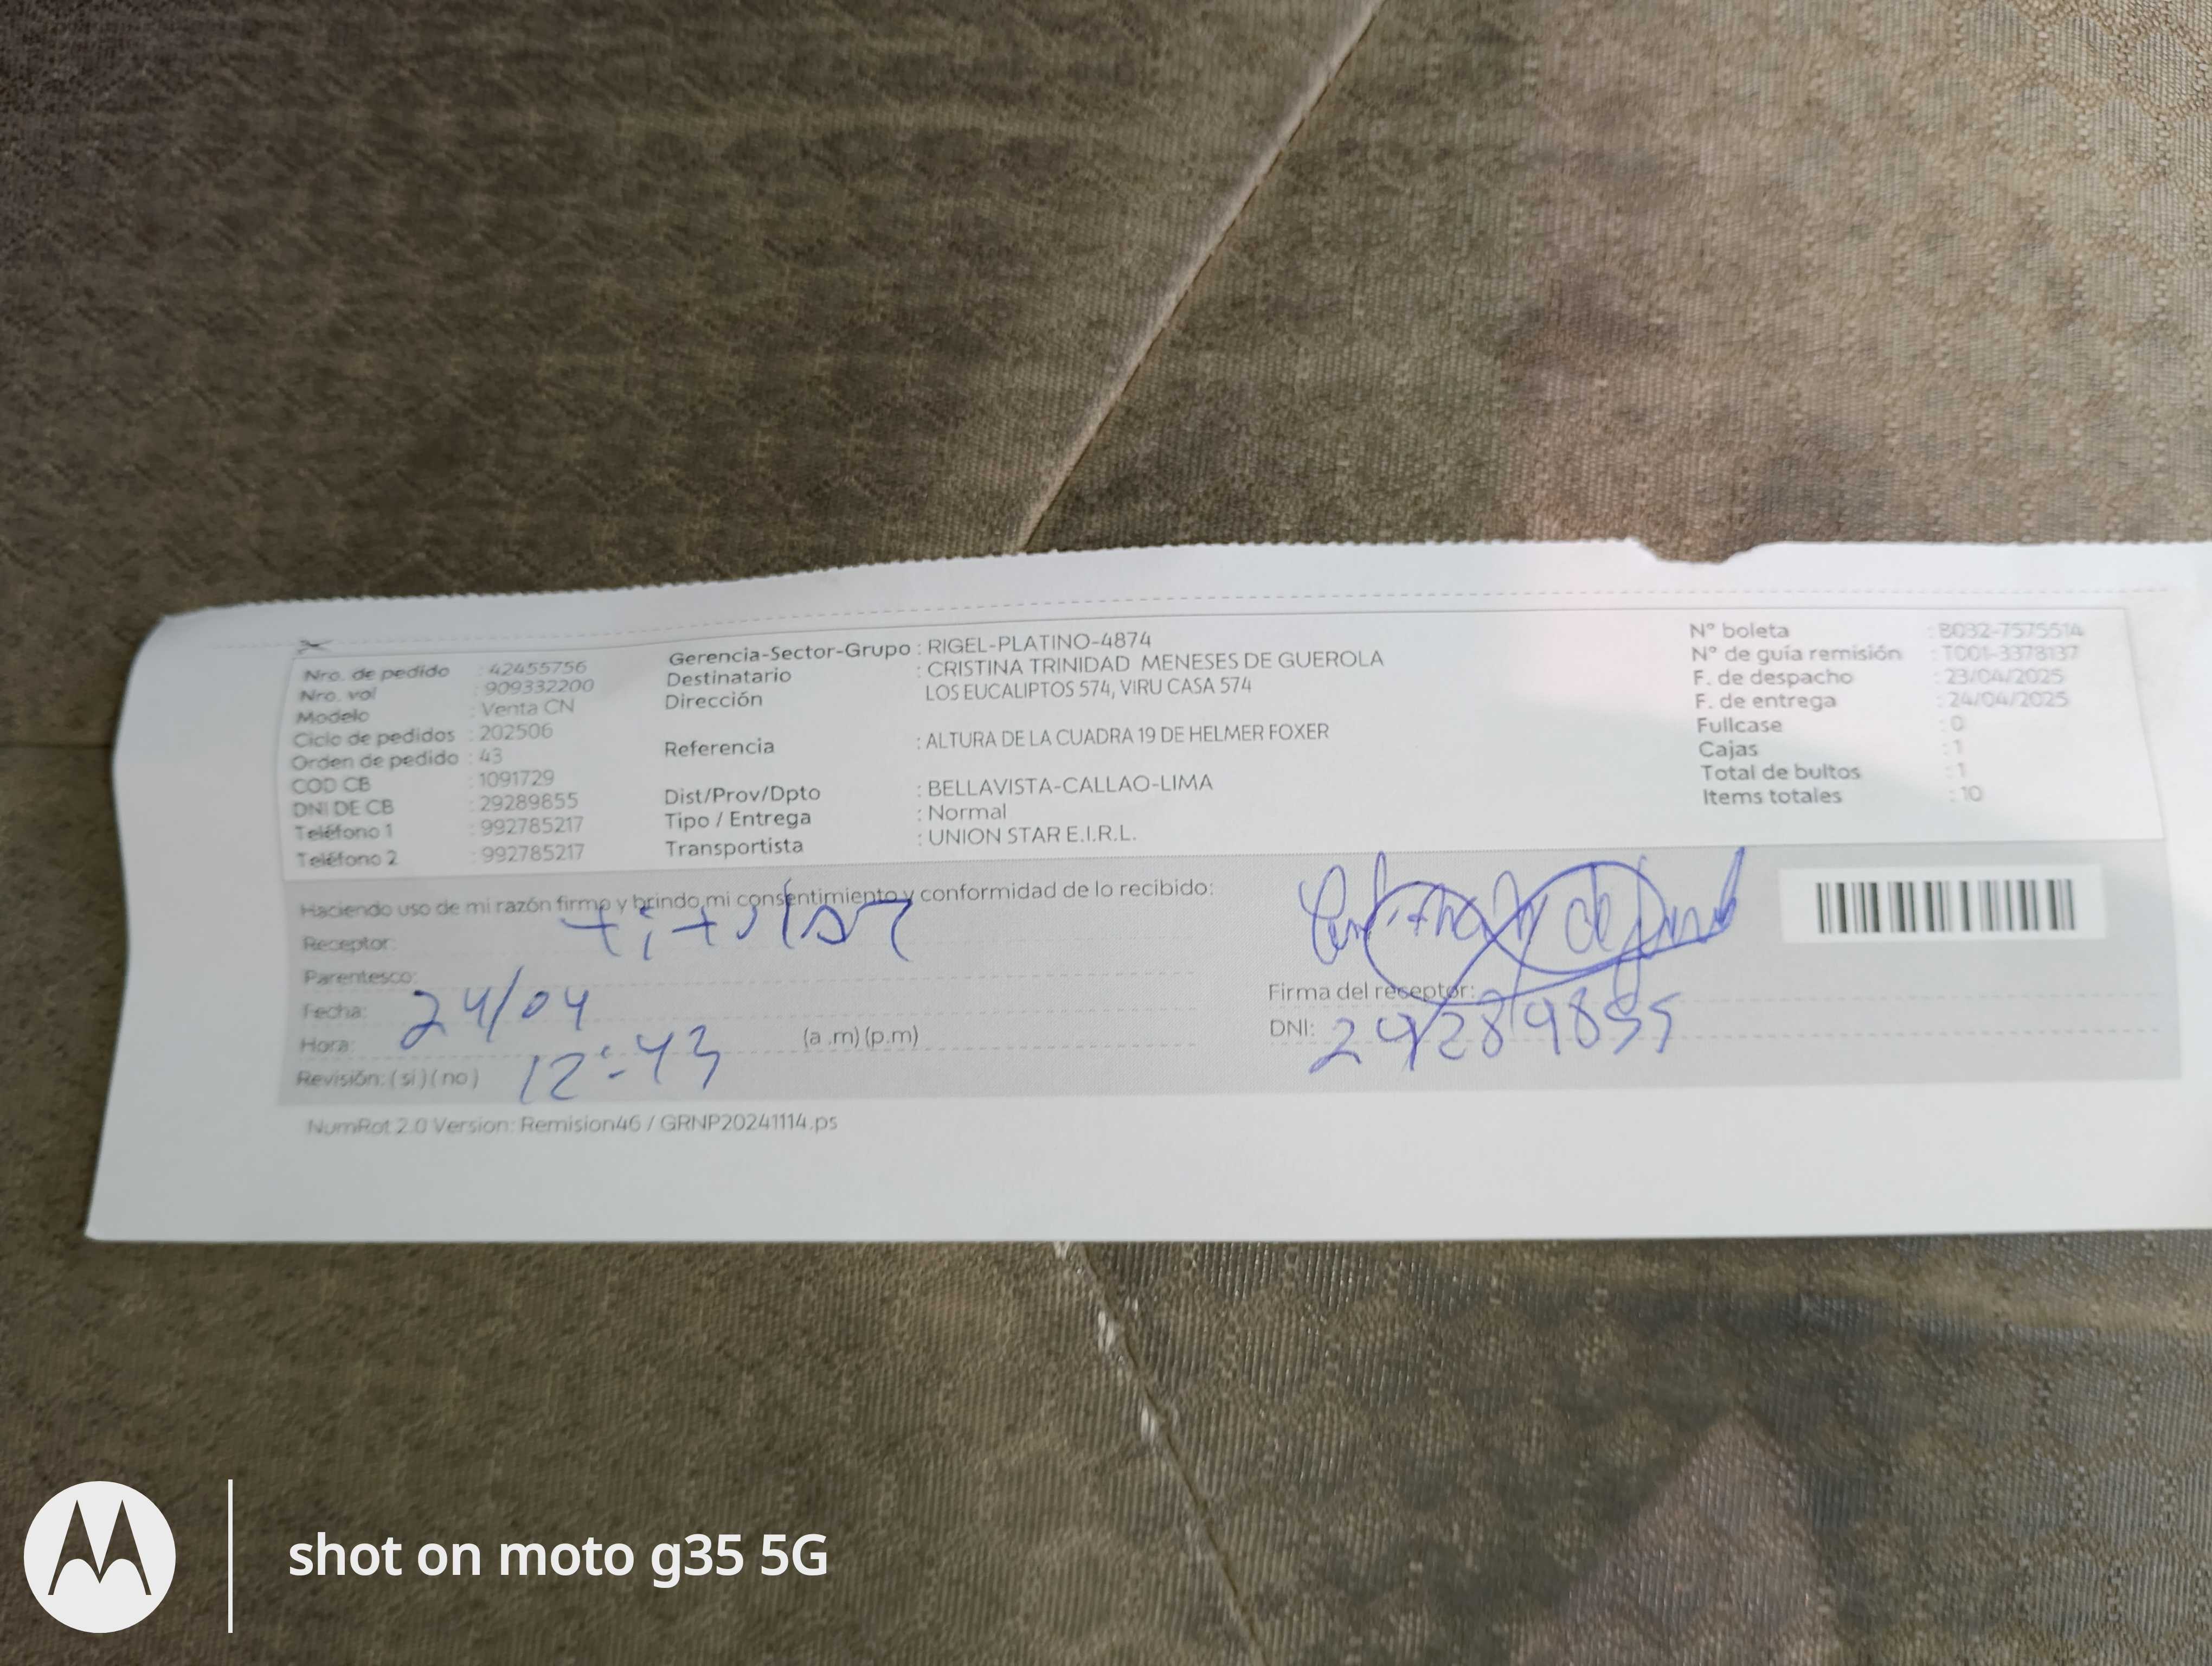 Nro. de pedido : 42455756
Nro. vol : 909332200
Modelo : Venta CN
Ciclo de pedidos : 202506
Orden de pedido : 43
COD CB : 1091729
DNI DE CB : 29289855
Teléfono 1 : 992785217
Teléfono 2 : 992785217
Gerencia-Sector-Grupo : RIGEL-PLATINO-4874
Destinatario : CRISTINA TRINIDAD MENESES DE GUEROLA
Dirección LOS EUCALIPTOS 574, VIRU CASA 574
Referencia : ALTURA DE LA CUADRA 19 DE HELMER FOXER
Dist/Prov/Dpto : BELLAVISTA-CALLAO-LIMA
Tipo / Entrega : Normal
Transportista : UNION STAR E.I.R.L.
N° boleta : B032-7575514
N° de guía remisión : T001-3378137
F. de despacho : 23/04/2025
F. de entrega : 24/04/2025
Fullcase : 0
Cajas : 1
Total de bultos : 1
Items totales : 10
Haciendo uso de mi razón firmo y brindo mi consentimiento y conformidad de lo recibido:
Receptor: titular
Parentesco:
Fecha: 24/04
Hora: 12:43 (a .m) (p.m)
Revisión: ( si ) ( no )
Firma del receptor:
DNI: 29289855
NumRot 2.0 Version: Remision46 / GRNP20241114.ps
shot on moto g35 5G